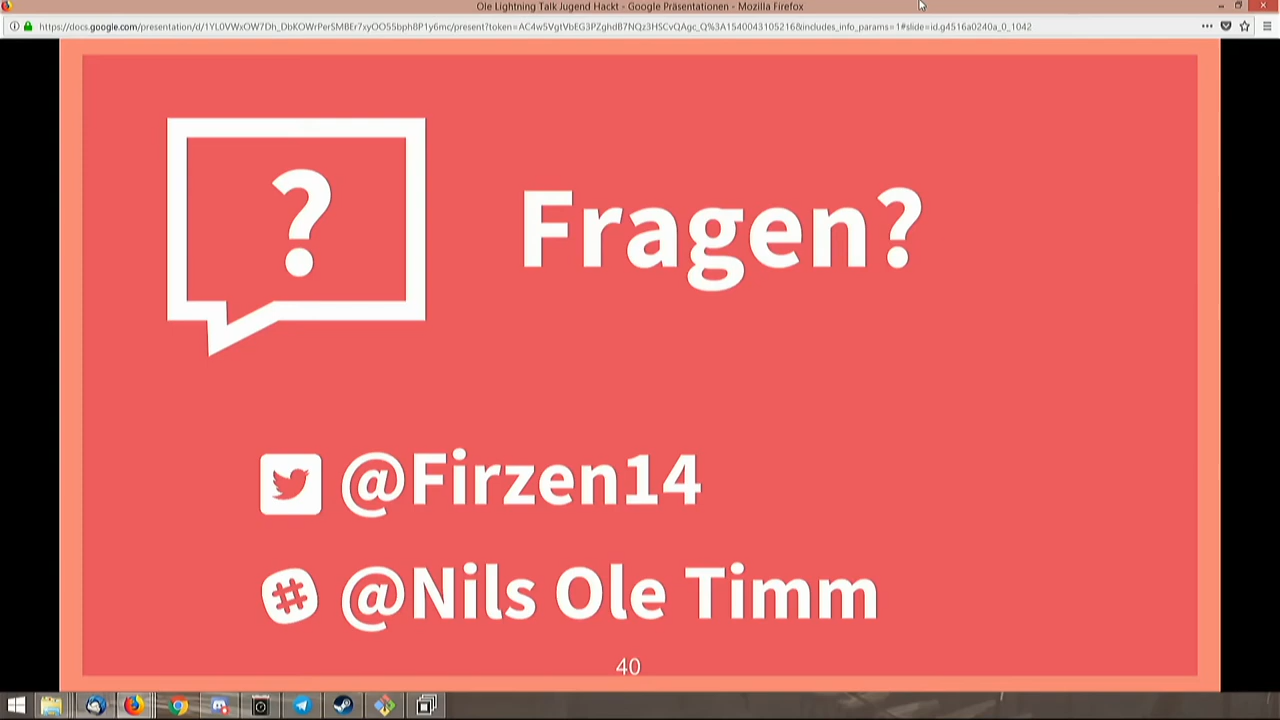 Ole Lightning Talk Jugend Hackt - Google Präsentationen - Mozilla Firefox
?
Fragen?
@Firzen14
@Nils Ole Timm
40